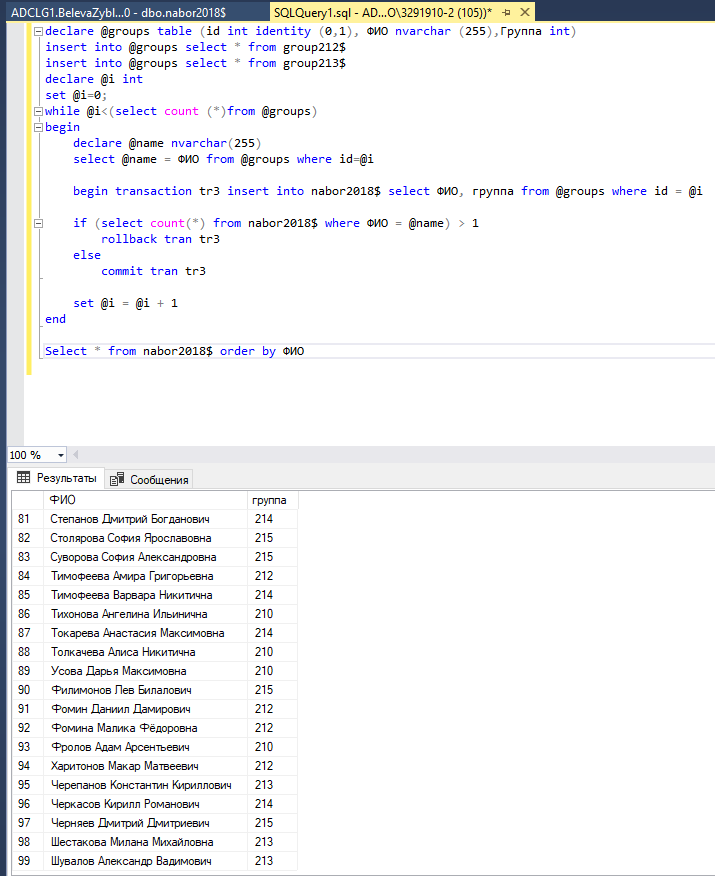 ADCLG1.BelevaZybl...0 - dbo.nabor2018$ SQLQuery1.sql - AD...O\3291910-2 (105))*
declare @groups table (id int identity (0,1), ФИО nvarchar (255),Группа int)
insert into @groups select * from group212$
insert into @groups select * from group213$
declare @i int
set @i=0;
while @i<(select count (*)from @groups)
begin
declare @name nvarchar(255)
select @name = ФИО from @groups where id=@i
begin transaction tr3 insert into nabor2018$ select ФИО, группа from @groups where id = @i
if (select count(*) from nabor2018$ where ФИО = @name) > 1
rollback tran tr3
else
commit tran tr3
set @i = @i + 1
end
Select * from nabor2018$ order by ФИО
100 %
Результаты Сообщения
ФИО группа
81 Степанов Дмитрий Богданович 214
82 Столярова София Ярославовна 215
83 Суворова София Александровна 215
84 Тимофеева Амира Григорьевна 212
85 Тимофеева Варвара Никитична 214
86 Тихонова Ангелина Ильинична 210
87 Токарева Анастасия Максимовна 214
88 Толкачева Алиса Никитична 210
89 Усова Дарья Максимовна 210
90 Филимонов Лев Билалович 215
91 Фомин Даниил Дамирович 212
92 Фомина Малика Фёдоровна 212
93 Фролов Адам Арсентьевич 210
94 Харитонов Макар Матвеевич 212
95 Черепанов Константин Кириллович 213
96 Черкасов Кирилл Романович 214
97 Черняев Дмитрий Дмитриевич 215
98 Шестакова Милана Михайловна 213
99 Шувалов Александр Вадимович 213